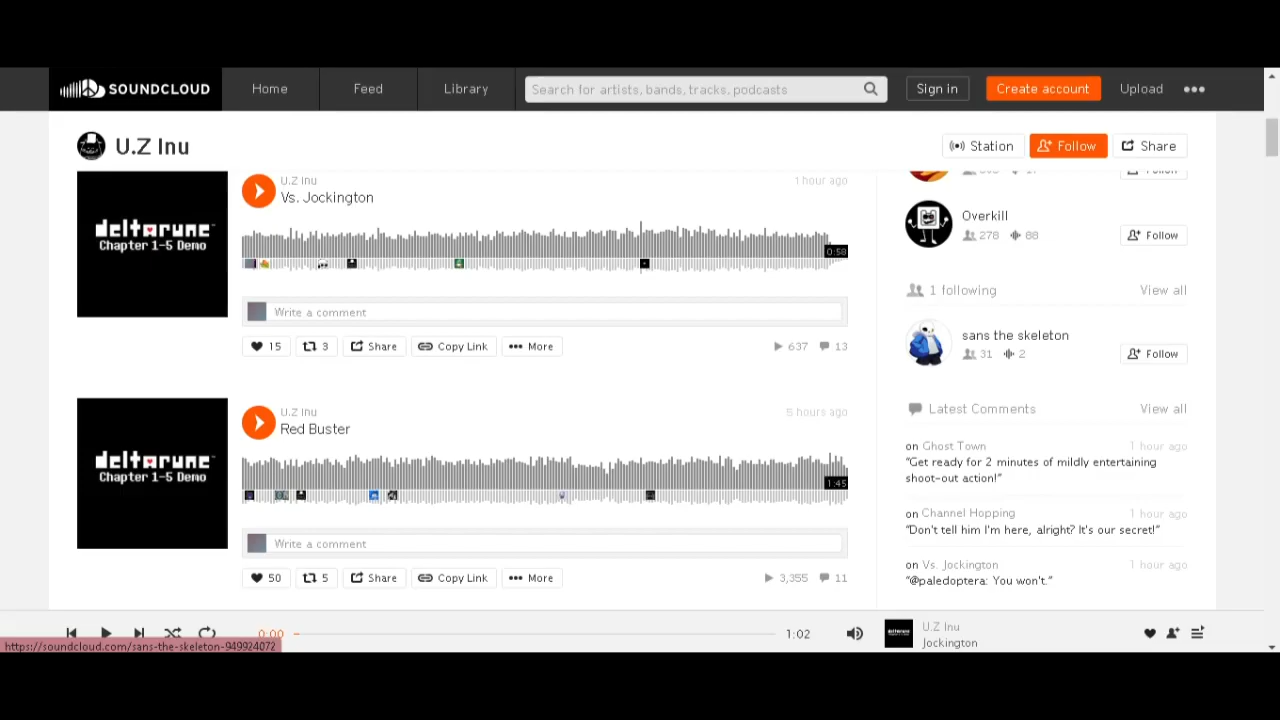 SOUNDCLOUD
Home
Feed
Library
Search for artists, bands, tracks, podcasts
Sign in
Create account
Upload
U.Z Inu
Station
Follow
Share
U.Z Inu
1 hour ago
Vs. Jockington
deltarune™
Chapter 1-5 Demo
0:58
Write a comment
15
3
Share
Copy Link
More
637
13
U.Z Inu
5 hours ago
Red Buster
deltarune™
Chapter 1-5 Demo
1:45
Write a comment
50
5
Share
Copy Link
More
3,355
11
Overkill
278
88
Follow
1 following
View all
sans the skeleton
31
2
Follow
Latest Comments
View all
on Ghost Town
1 hour ago
“Get ready for 2 minutes of mildly entertaining
shoot-out action!”
on Channel Hopping
1 hour ago
“Don't tell him I'm here, alright? It's our secret!”
on Vs. Jockington
1 hour ago
“@paledoptera: You won't.”
0:00
1:02
U.Z Inu
Jockington
https://soundcloud.com/sans-the-skeleton-949924072